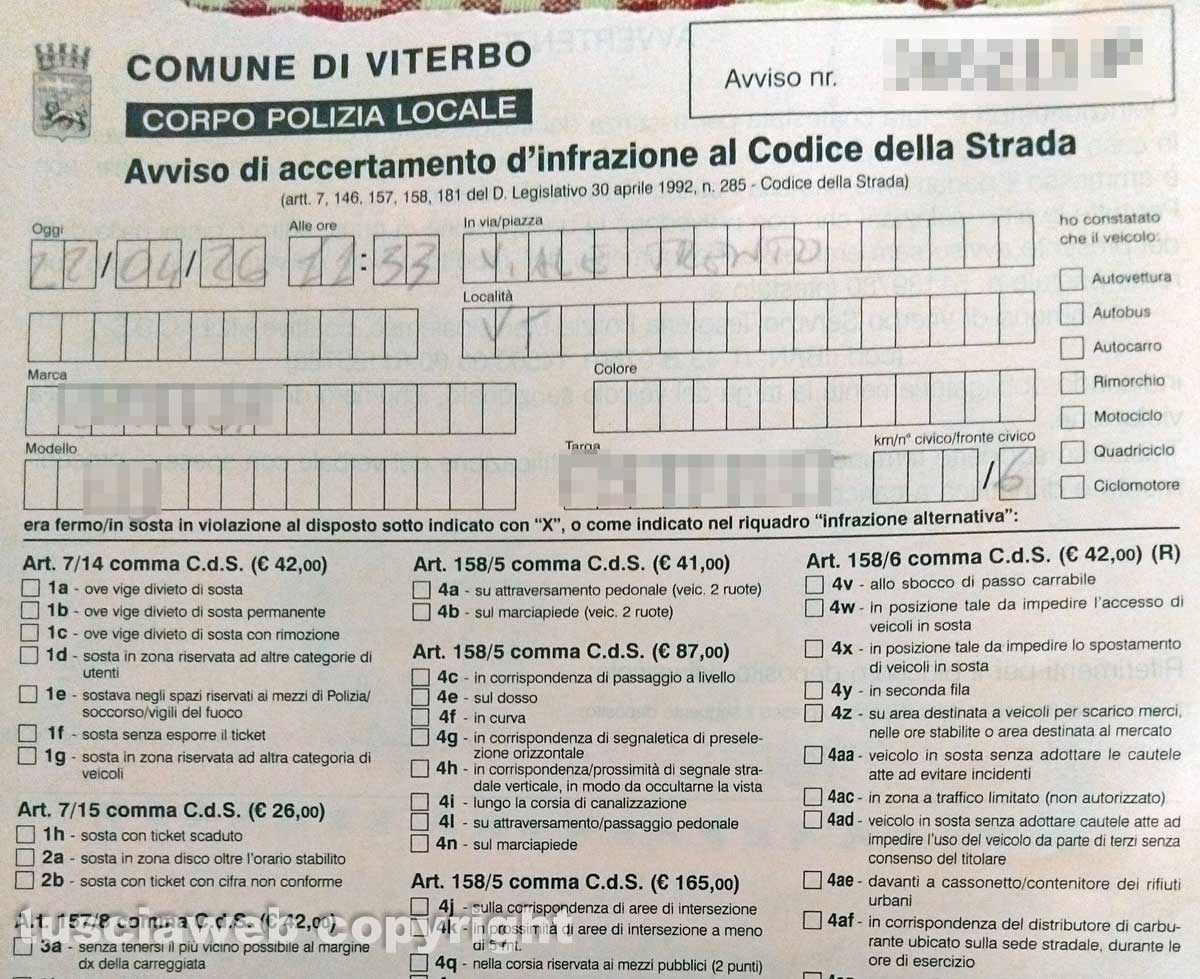 COMUNE DI VITERBO
CORPO POLIZIA LOCALE
Avviso nr.
Avviso di accertamento d'infrazione al Codice della Strada
(artt. 7, 146, 157, 158, 181 del D. Legislativo 30 aprile 1992, n. 285 - Codice della Strada)
Oggi Alle ore In via/piazza
22/04/26 11:33 VIALE TRENTO
ho constatato
che il veicolo:
Località
VT
Autovettura
Autobus
Autocarro
Rimorchio
Motociclo
Quadriciclo
Ciclomotore
Marca Colore
Modello Targa km/n° civico/fronte civico
/6
era fermo/in sosta in violazione al disposto sotto indicato con "X", o come indicato nel riquadro "infrazione alternativa":
Art. 7/14 comma C.d.S. (€ 42,00)
1a - ove vige divieto di sosta
1b - ove vige divieto di sosta permanente
1c - ove vige divieto di sosta con rimozione
1d - sosta in zona riservata ad altre categorie di
utenti
1e - sostava negli spazi riservati ai mezzi di Polizia/
soccorso/vigili del fuoco
1f - sosta senza esporre il ticket
1g - sosta in zona riservata ad altra categoria di
veicoli
Art. 7/15 comma C.d.S. (€ 26,00)
1h - sosta con ticket scaduto
2a - sosta in zona disco oltre l'orario stabilito
2b - sosta con ticket con cifra non conforme
Art. 157/8 comma C.d.S. (€ 42,00)
3a - senza tenersi il più vicino possibile al margine
dx della carreggiata
Art. 158/5 comma C.d.S. (€ 41,00)
4a - su attraversamento pedonale (veic. 2 ruote)
4b - sul marciapiede (veic. 2 ruote)
Art. 158/5 comma C.d.S. (€ 87,00)
4c - in corrispondenza di passaggio a livello
4e - sul dosso
4f - in curva
4g - in corrispondenza di segnaletica di presele-
zione orizzontale
4h - in corrispondenza/prossimità di segnale stra-
dale verticale, in modo da occultarne la vista
4i - lungo la corsia di canalizzazione
4l - su attraversamento/passaggio pedonale
4n - sul marciapiede
Art. 158/5 comma C.d.S. (€ 165,00)
4j - sulla corrispondenza di aree di intersezione
4k - in prossimità di aree di intersezione a meno
di 5 mt.
4q - nella corsia riservata ai mezzi pubblici (2 punti)
Art. 158/6 comma C.d.S. (€ 42,00) (R)
4v - allo sbocco di passo carrabile
4w - in posizione tale da impedire l'accesso di
veicoli in sosta
4x - in posizione tale da impedire lo spostamento
di veicoli in sosta
4y - in seconda fila
4z - su area destinata a veicoli per scarico merci,
nelle ore stabilite o area destinata al mercato
4aa - veicolo in sosta senza adottare le cautele
atte ad evitare incidenti
4ac - in zona a traffico limitato (non autorizzato)
4ad - veicolo in sosta senza adottare cautele atte ad
impedire l'uso del veicolo da parte di terzi senza
consenso del titolare
4ae - davanti a cassonetto/contenitore dei rifiuti
urbani
4af - in corrispondenza del distributore di carbu-
rante ubicato sulla sede stradale, durante le
ore di esercizio
tusciaweb copyright